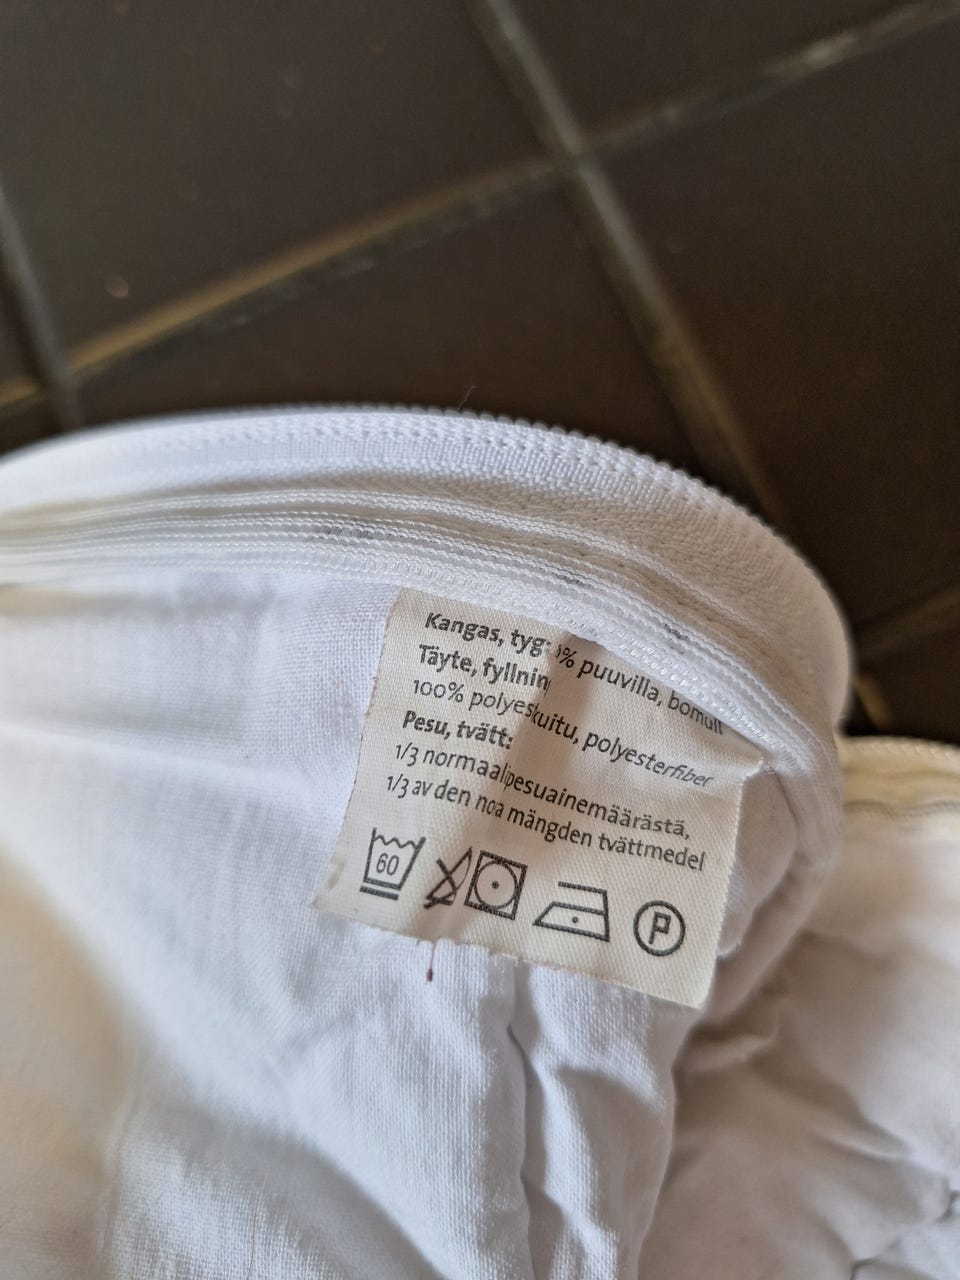 Kangas, tyg: % puuvilla, bomull
Täyte, fyllnin
100% polyesterkuitu, polyesterfiber
Pesu, tvätt:
1/3 normaalipesuainemäärästä,
1/3 av den noa mängden tvättmedel
60 P